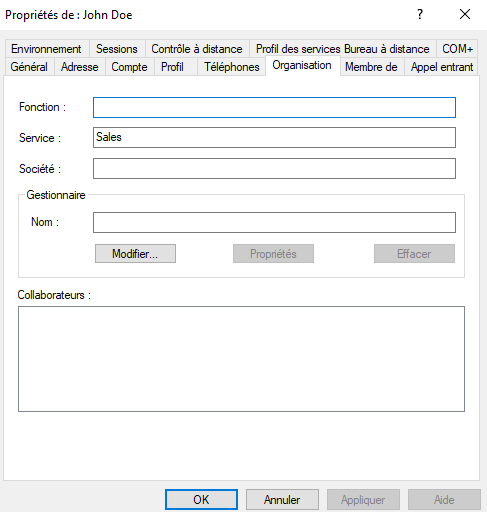 Propriétés de : John Doe
Environnement Sessions Contrôle à distance Profil des services Bureau à distance COM+
Général Adresse Compte Profil Téléphones Organisation Membre de Appel entrant
Fonction :
Service : Sales
Société :
Gestionnaire
Nom :
Modifier... Propriétés Effacer
Collaborateurs :
OK Annuler Appliquer Aide